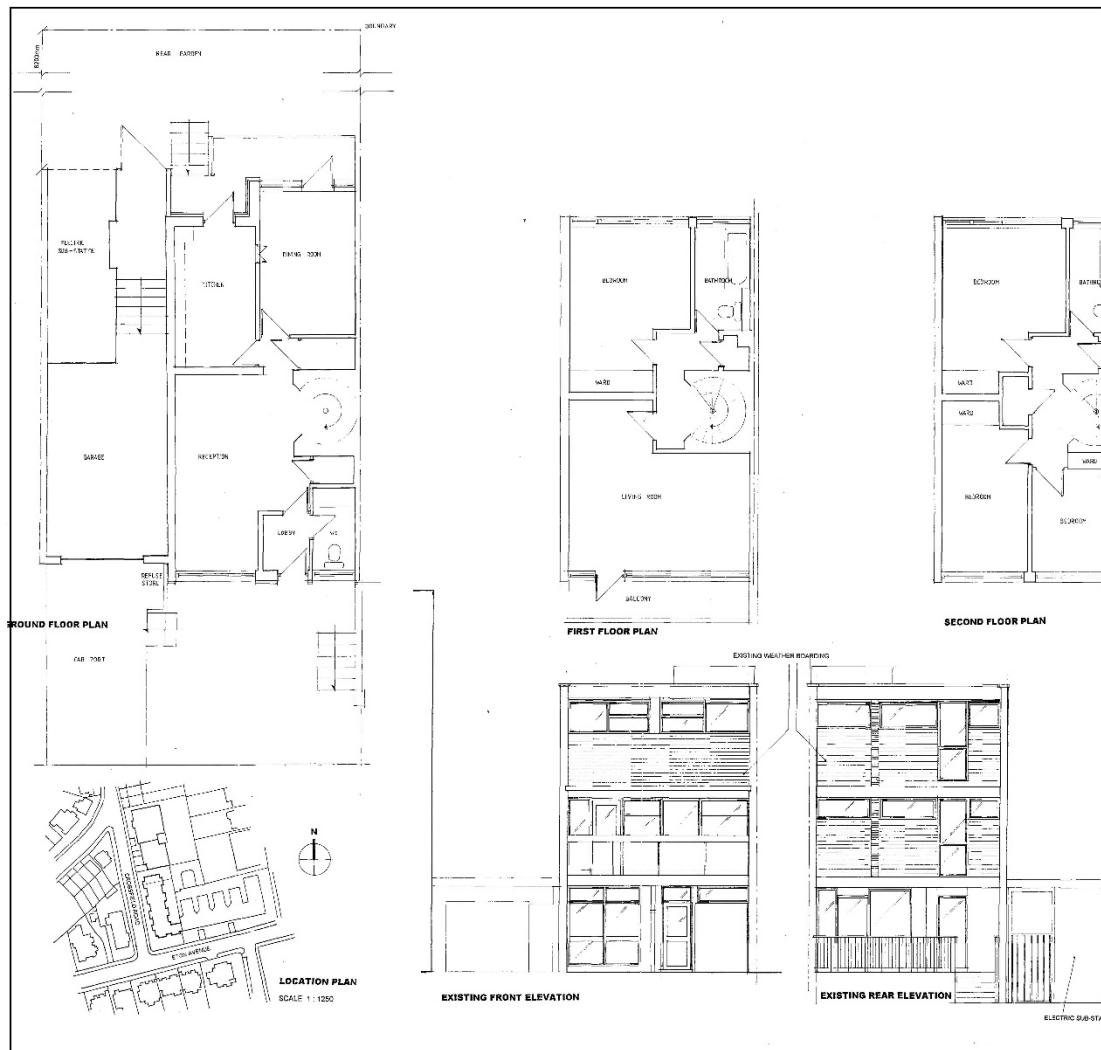 BOUNDARY
REAR GARDEN
ELECTRIC
SUB-STATION
KITCHEN
DINING ROOM
GARAGE
RECEPTION
LOBBY
WC
REFUSE
STORE
ROUND FLOOR PLAN
CAR PORT
BEDROOM
BATHROOM
WARD
LIVING ROOM
BALCONY
FIRST FLOOR PLAN
BEDROOM
BATHR
WARD
WARD
WARD
BEDROOM
BEDROOM
SECOND FLOOR PLAN
EXISTING WEATHER BOARDING
N
CROSSFIELD ROAD
ETON AVENUE
LOCATION PLAN
SCALE 1 : 1250
EXISTING FRONT ELEVATION
EXISTING REAR ELEVATION
ELECTRIC SUB-STA